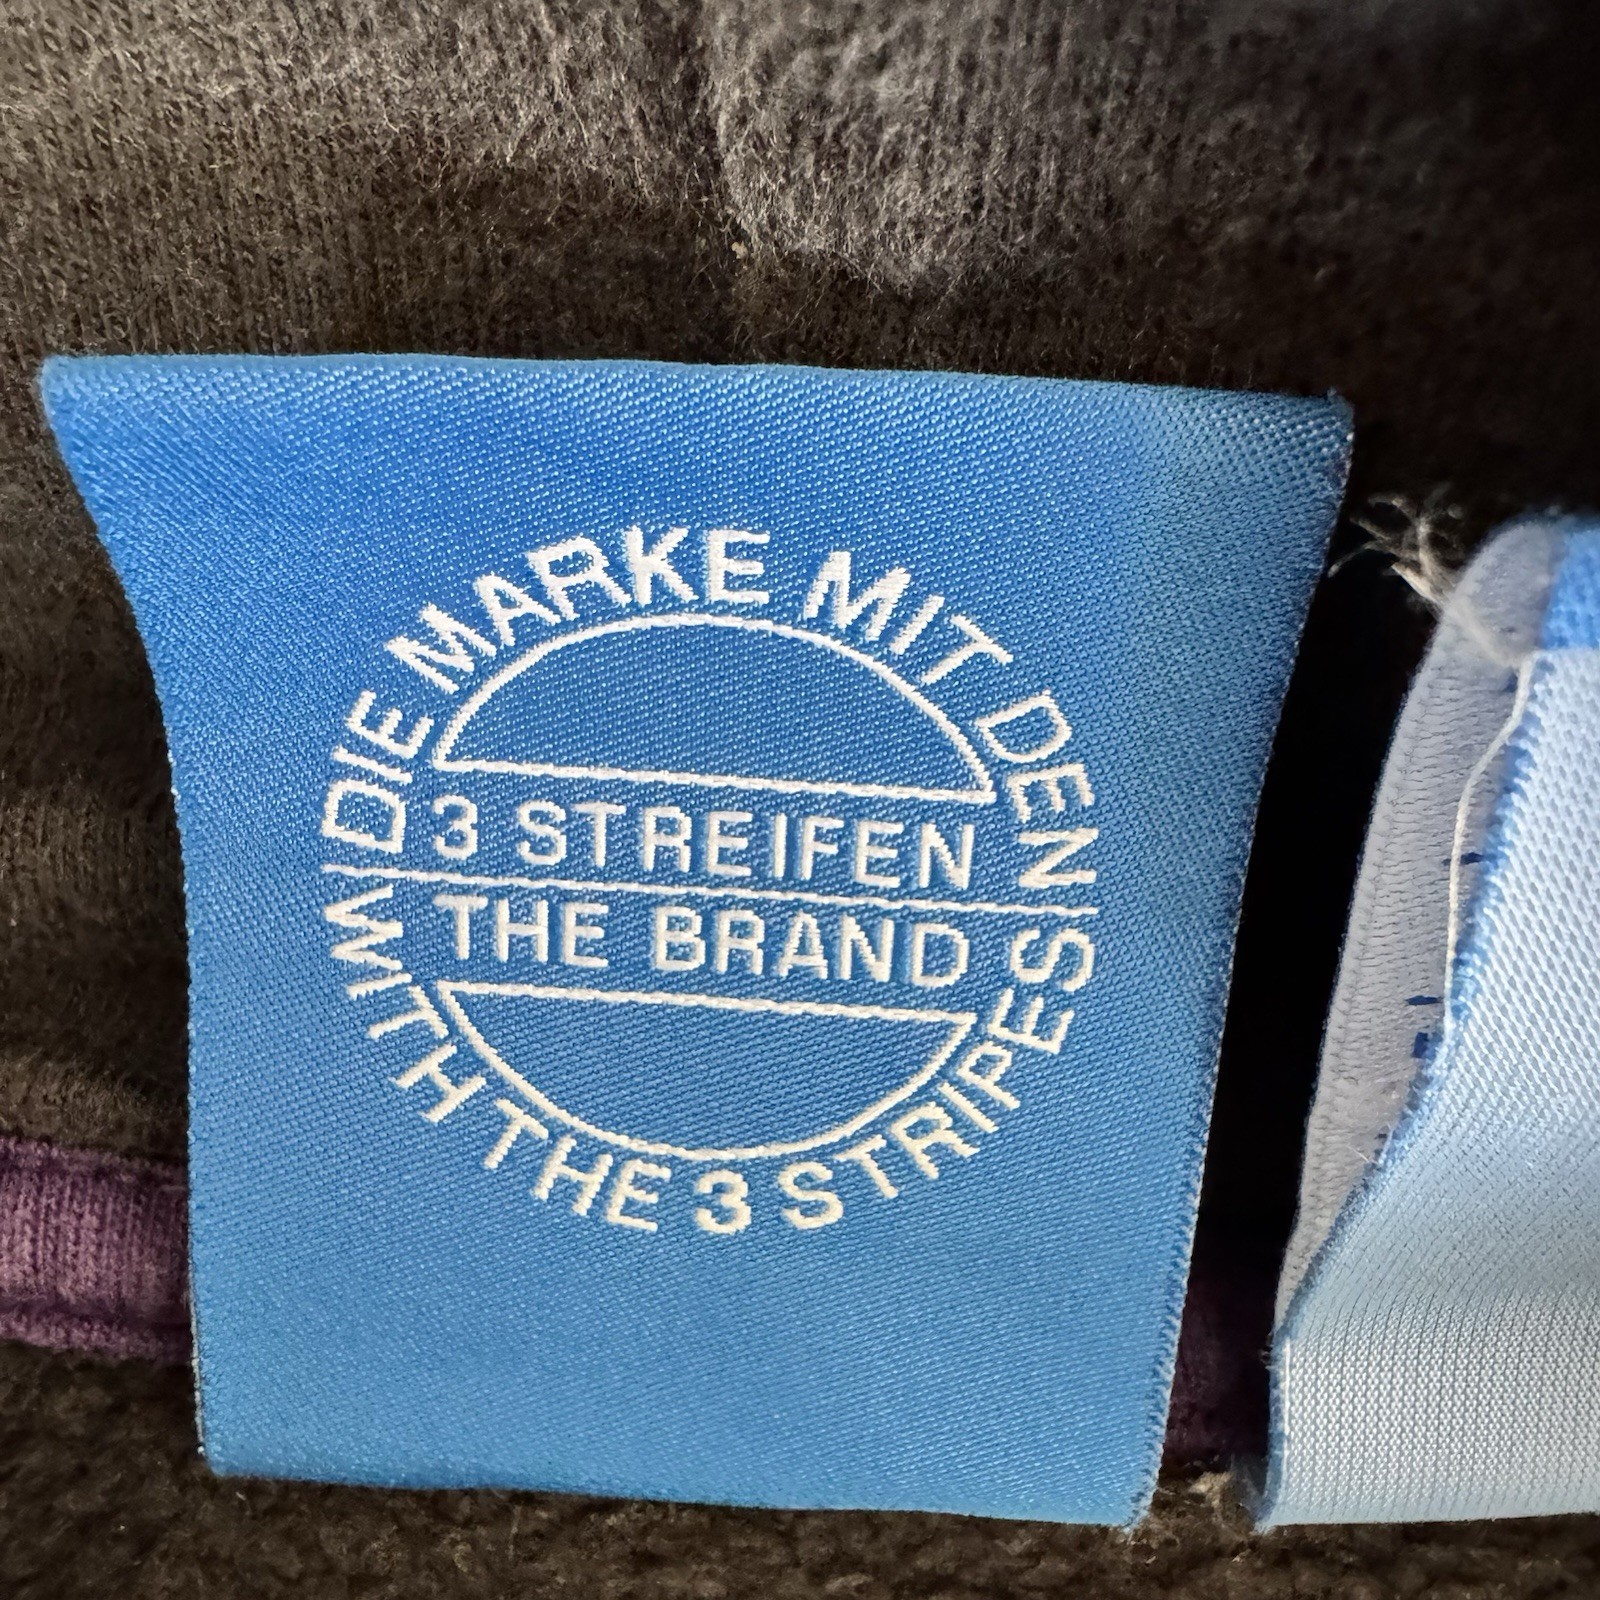 DIE MARKE MIT DEN
3 STREIFEN
THE BRAND
WITH THE 3 STRIPES